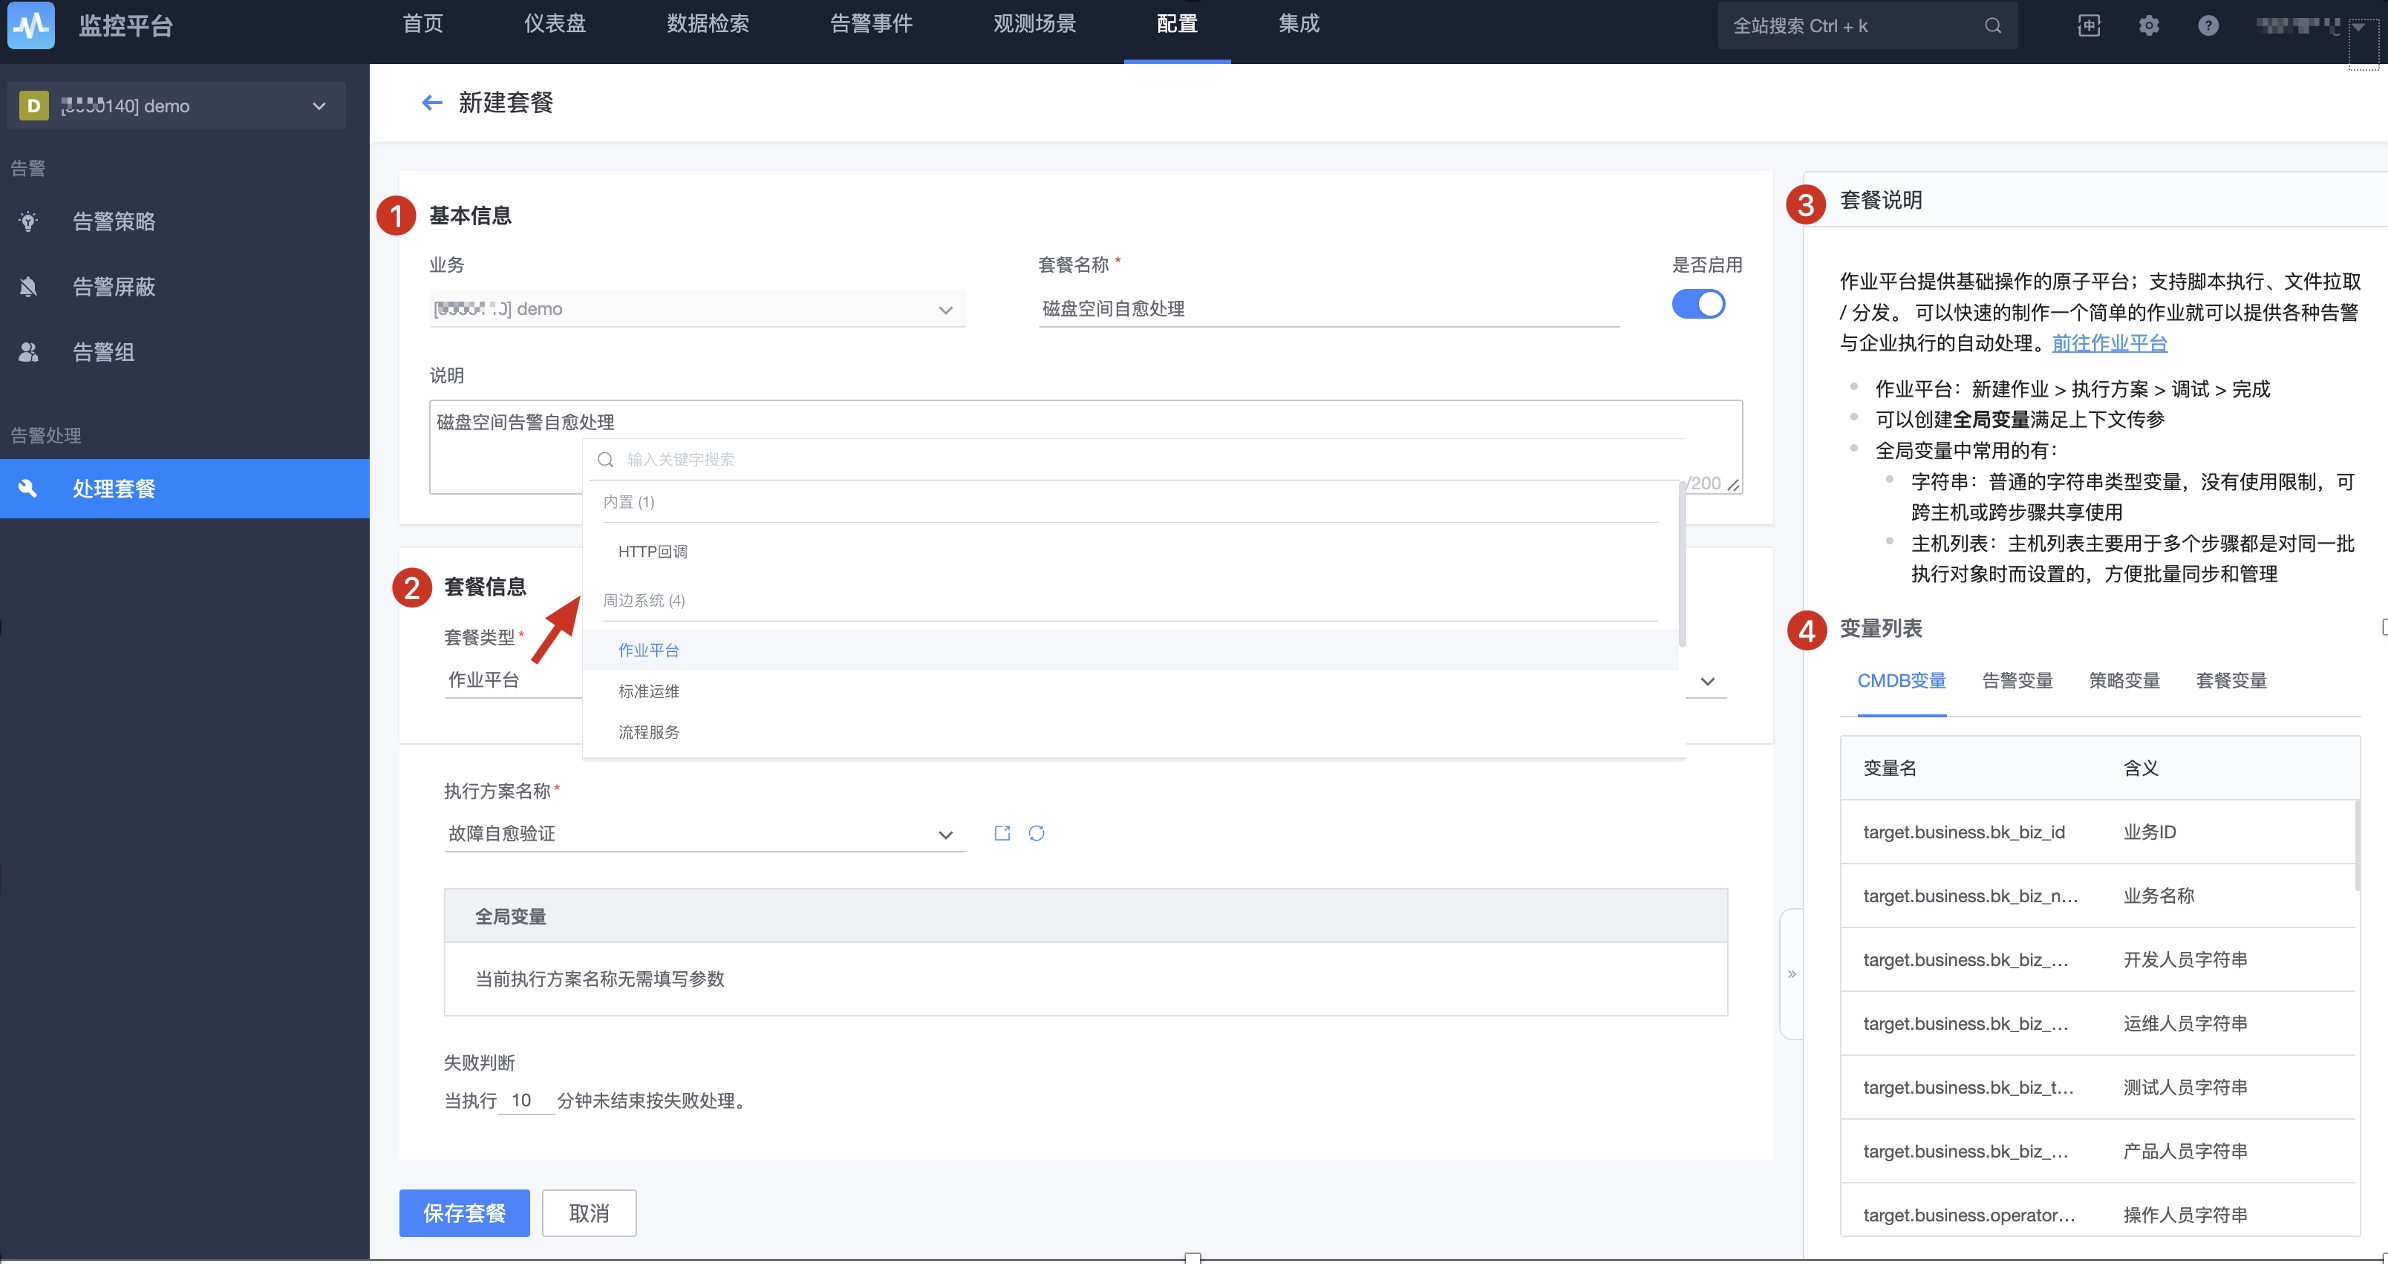 监控平台
首页
仪表盘
数据检索
告警事件
观测场景
配置
集成
全站搜索 Ctrl + k
D
140] demo
告警
告警策略
告警屏蔽
告警组
告警处理
处理套餐
新建套餐
1
基本信息
业务
] demo
套餐名称 *
磁盘空间自愈处理
是否启用
说明
磁盘空间告警自愈处理
/200
输入关键字搜索
内置 (1)
HTTP回调
周边系统 (4)
作业平台
标准运维
流程服务
2
套餐信息
套餐类型 *
作业平台
执行方案名称 *
故障自愈验证
全局变量
当前执行方案名称无需填写参数
失败判断
当执行 10 分钟未结束按失败处理。
保存套餐
取消
3
套餐说明
作业平台提供基础操作的原子平台；支持脚本执行、文件拉取
/ 分发。 可以快速的制作一个简单的作业就可以提供各种告警
与企业执行的自动处理。前往作业平台
作业平台：新建作业 > 执行方案 > 调试 > 完成
可以创建全局变量满足上下文传参
全局变量中常用的有：
字符串：普通的字符串类型变量，没有使用限制，可
跨主机或跨步骤共享使用
主机列表：主机列表主要用于多个步骤都是对同一批
执行对象时而设置的，方便批量同步和管理
4
变量列表
CMDB变量
告警变量
策略变量
套餐变量
变量名 含义
target.business.bk_biz_id 业务ID
target.business.bk_biz_n... 业务名称
target.business.bk_biz_... 开发人员字符串
target.business.bk_biz_... 运维人员字符串
target.business.bk_biz_t... 测试人员字符串
target.business.bk_biz_... 产品人员字符串
target.business.operator... 操作人员字符串